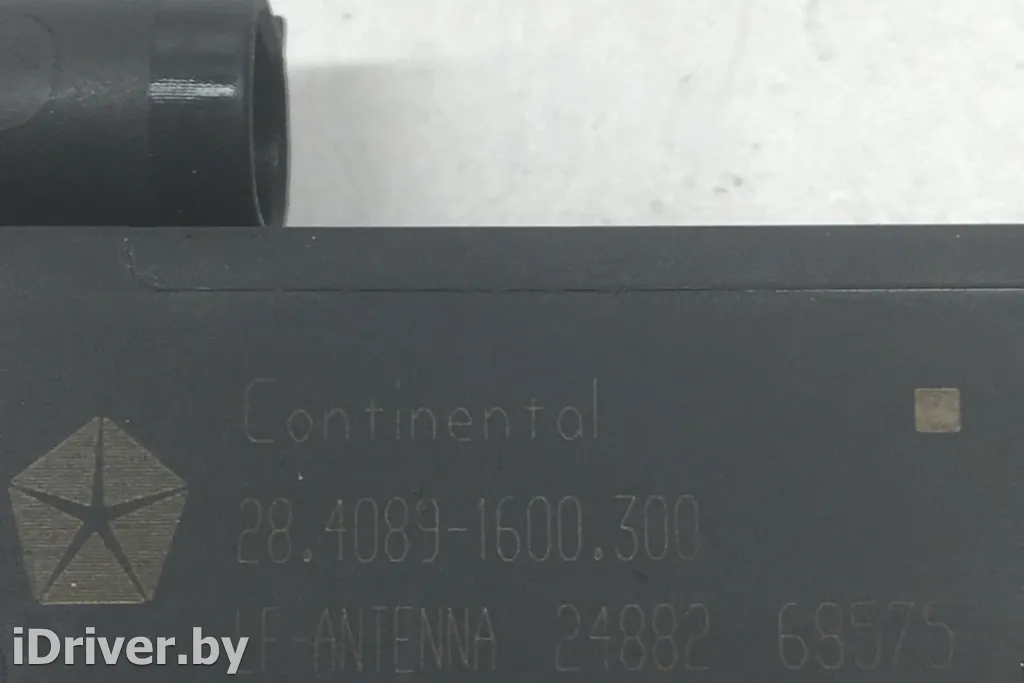 Continental
28.4089-1600.300
LF-ANTENNA 24882 68575
iDriver.by